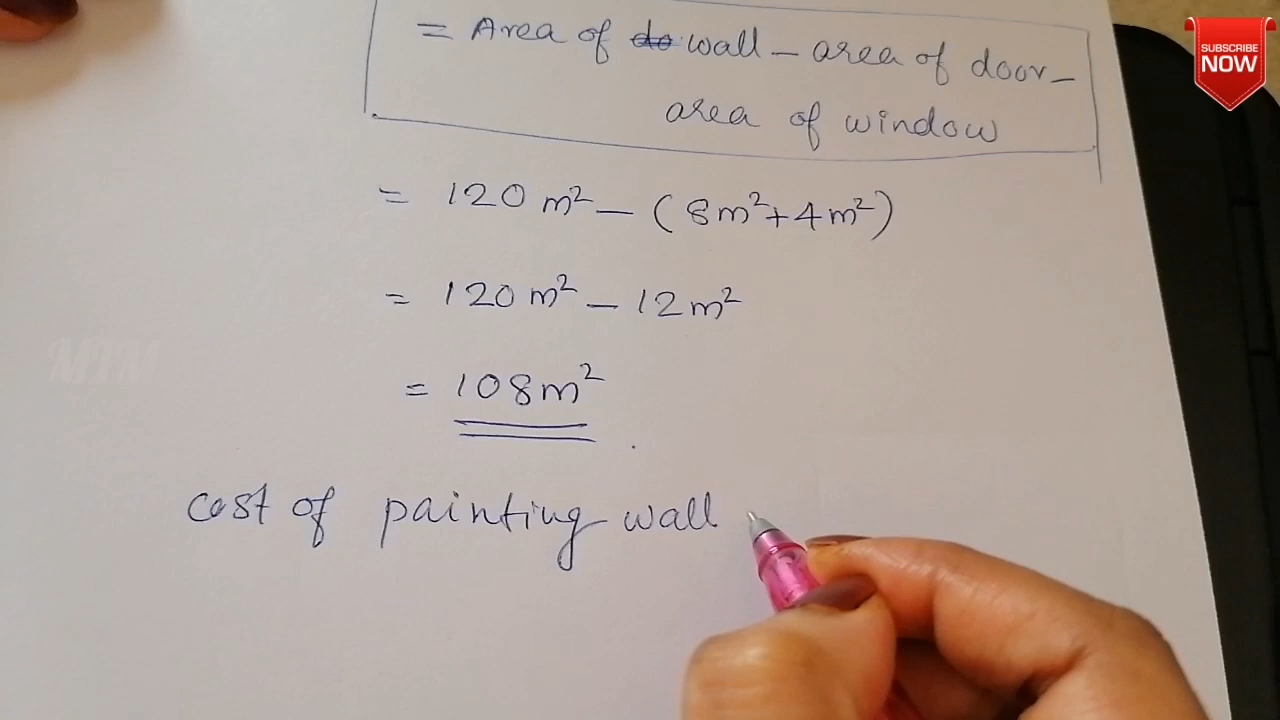 = Area of do wall – area of door –
area of window
= 120 m² – (8m² + 4m²)
= 120 m² – 12 m²
= 108m²
cost of painting wall
SUBSCRIBE
NOW
MTM